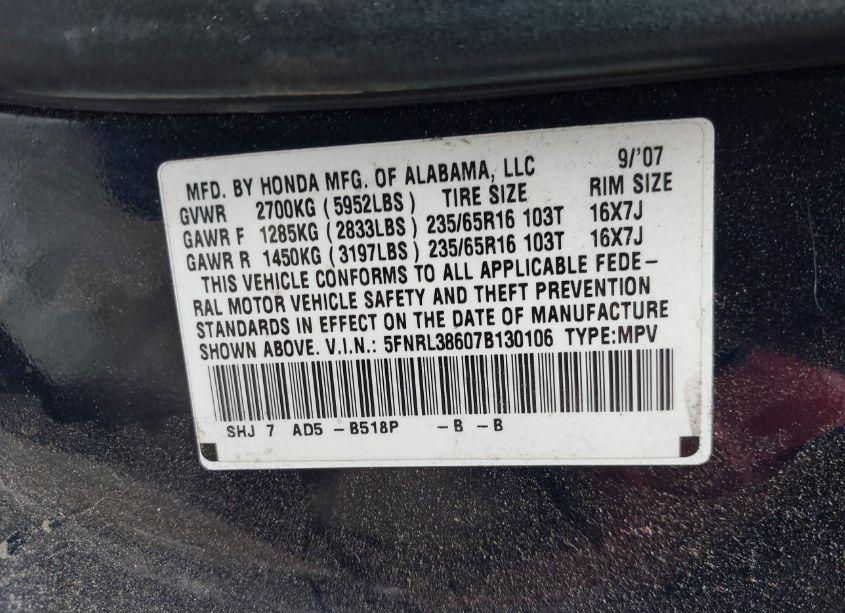 MFD. BY HONDA MFG. OF ALABAMA, LLC 9/'07
GVWR 2700KG ( 5952LBS ) TIRE SIZE RIM SIZE
GAWR F 1285KG ( 2833LBS ) 235/65R16 103T 16X7J
GAWR R 1450KG ( 3197LBS ) 235/65R16 103T 16X7J
THIS VEHICLE CONFORMS TO ALL APPLICABLE FEDE-
RAL MOTOR VEHICLE SAFETY AND THEFT PREVENTION
STANDARDS IN EFFECT ON THE DATE OF MANUFACTURE
SHOWN ABOVE. V.I.N.: 5FNRL38607B130106 TYPE:MPV
SHJ 7 AD5 -B518P -B -B